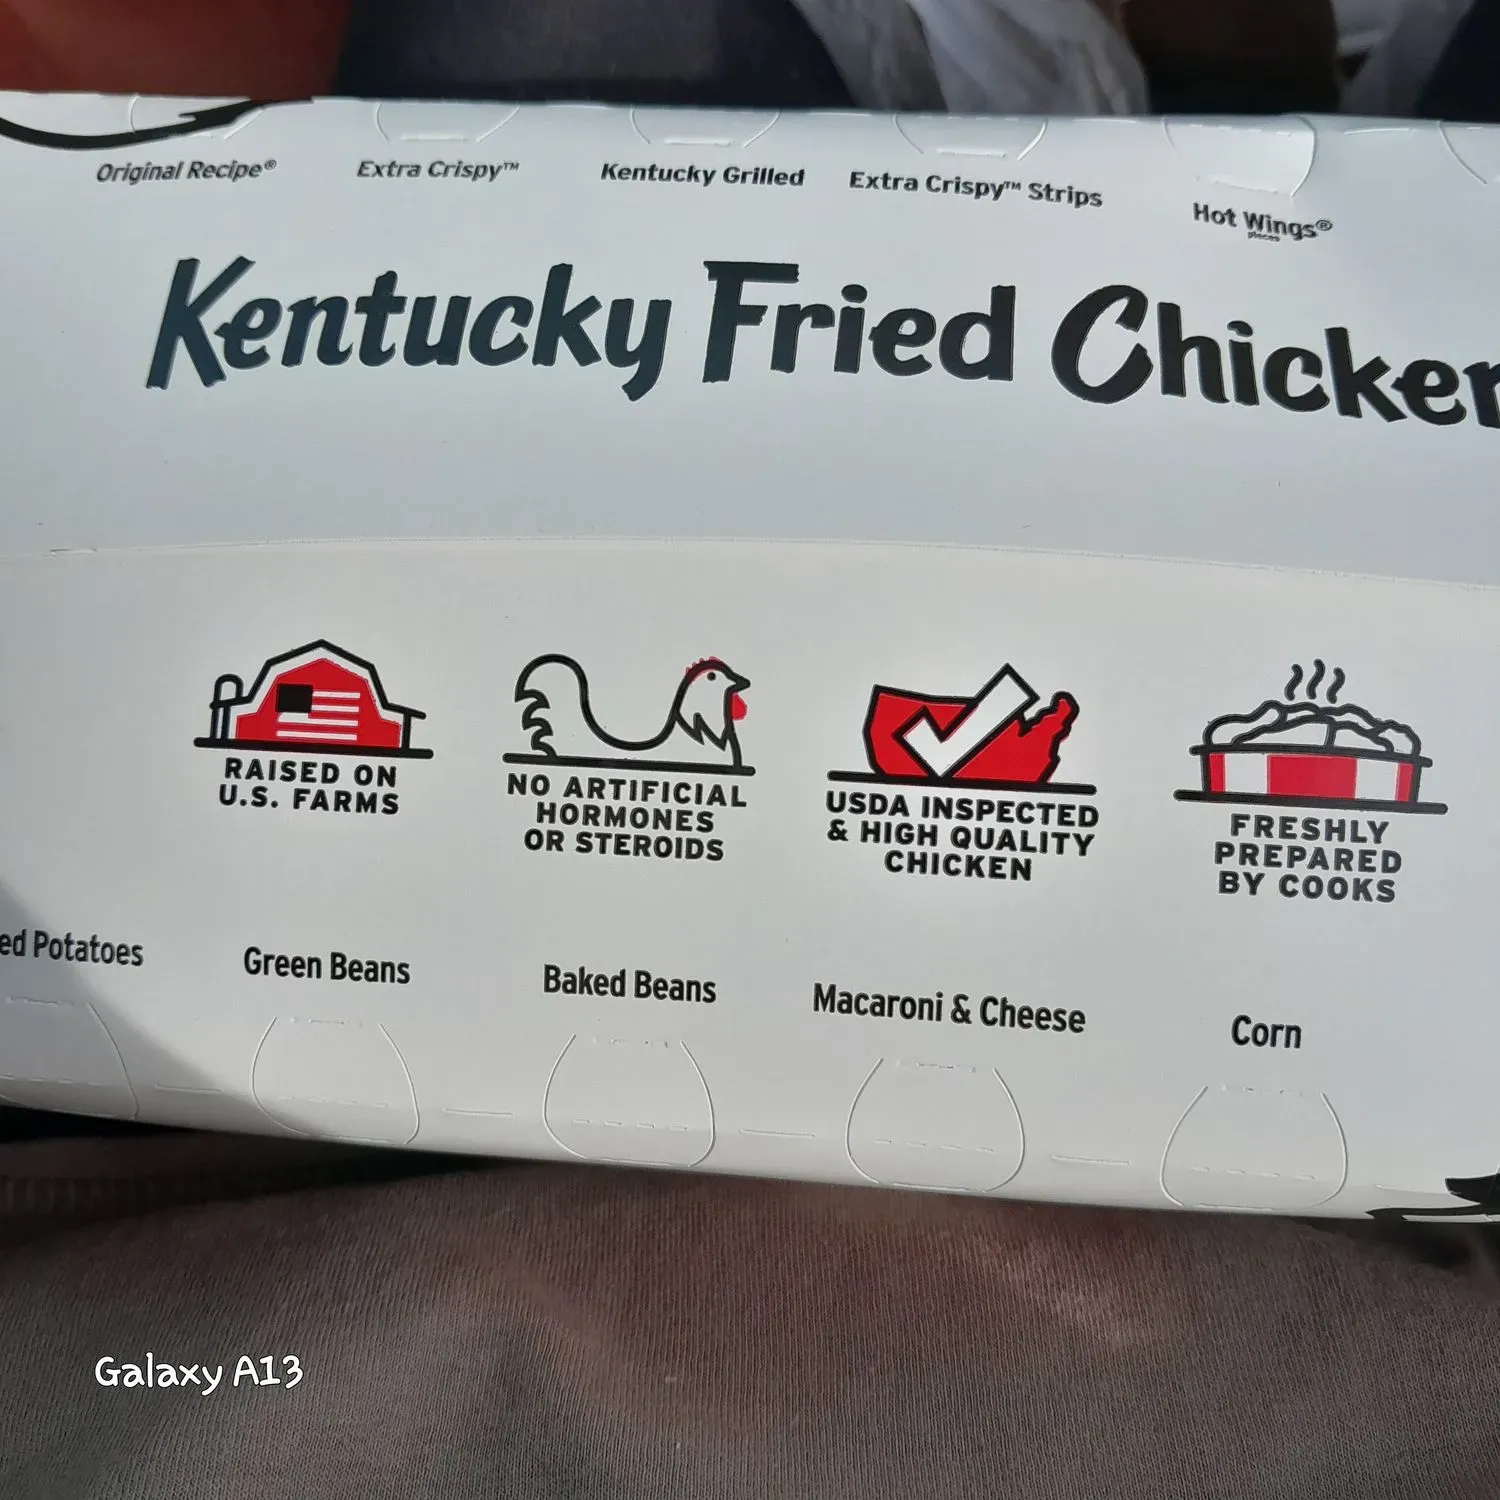 Original Recipe®
Extra Crispy™
Kentucky Grilled
Extra Crispy™ Strips
Hot Wings®
pieces
Kentucky Fried Chicken
RAISED ON
U.S. FARMS
NO ARTIFICIAL
HORMONES
OR STEROIDS
USDA INSPECTED
& HIGH QUALITY
CHICKEN
FRESHLY
PREPARED
BY COOKS
ed Potatoes
Green Beans
Baked Beans
Macaroni & Cheese
Corn
Galaxy A13